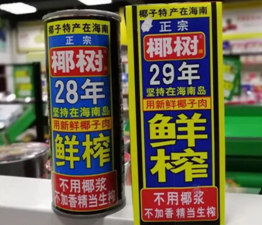 椰子特产在海南
正宗
椰树
28年
坚持在海南岛
用新鲜椰子肉
鲜榨
不用椰浆
不加香精当生榨
椰子特产在海南
正宗
椰树
29年
坚持在海南岛
用新鲜椰子肉
鲜榨
不用椰浆
不加香精当生榨